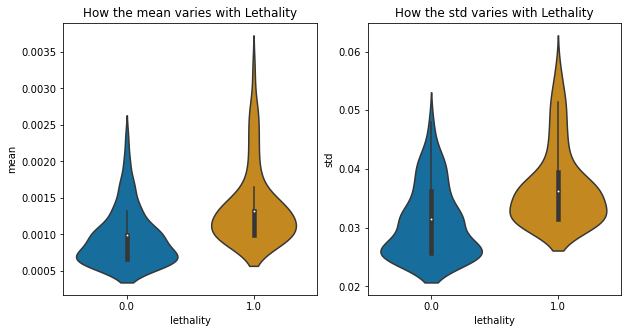 How the mean varies with Lethality
mean
0.0035
0.0030
0.0025
0.0020
0.0015
0.0010
0.0005
0.0 1.0
lethality
How the std varies with Lethality
std
0.06
0.05
0.04
0.03
0.02
0.0 1.0
lethality